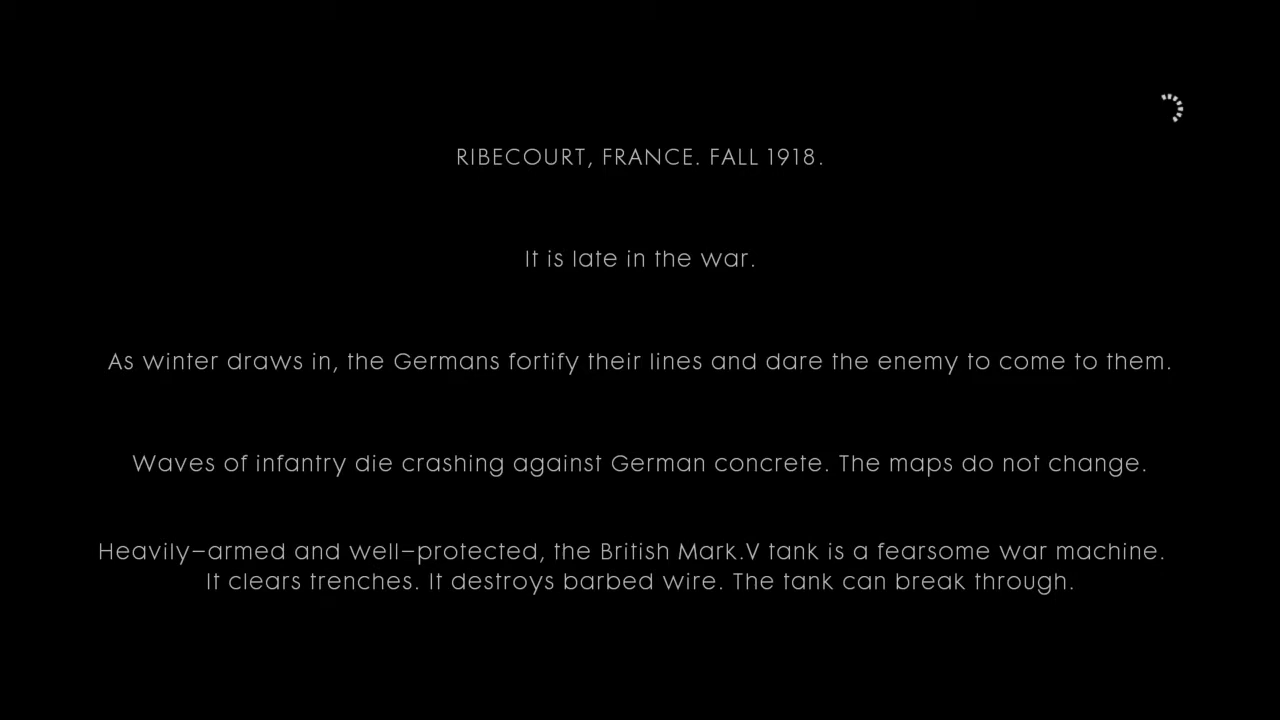 RIBECOURT, FRANCE. FALL 1918.
It is late in the war.
As winter draws in, the Germans fortify their lines and dare the enemy to come to them.
Waves of infantry die crashing against German concrete. The maps do not change.
Heavily-armed and well-protected, the British Mark.V tank is a fearsome war machine.
It clears trenches. It destroys barbed wire. The tank can break through.